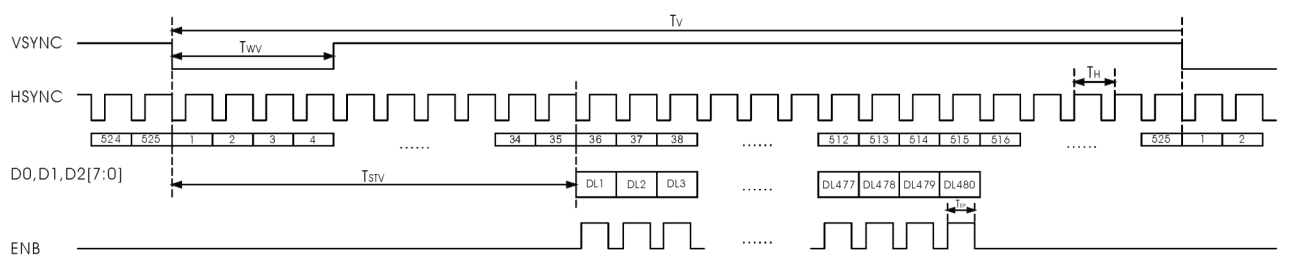 Tv
VSYNC
Twv
HSYNC
TH
524 525 1 2 3 4 ...... 34 35 36 37 38 ...... 512 513 514 515 516 ...... 525 1 2
D0,D1,D2[7:0]
TSTV
DL1 DL2 DL3 ...... DL477 DL478 DL479 DL480
TEP
ENB ......